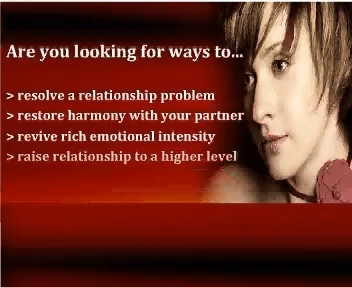 Are you looking for ways to...
> resolve a relationship problem
> restore harmony with your partner
> revive rich emotional intensity
> raise relationship to a higher level